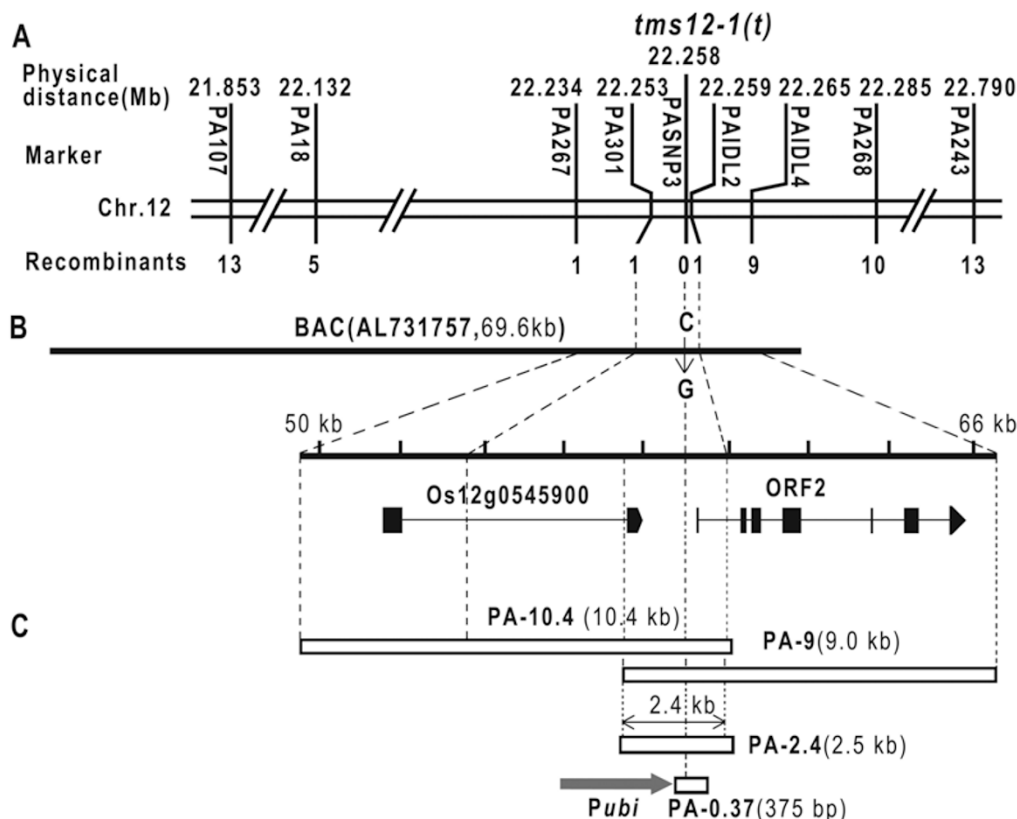 A
tms12-1(t)
22.258
Physical
distance(Mb)
21.853 22.132 22.234 22.253 22.259 22.265 22.285 22.790
Marker
PA107 PA18 PA267 PA301 PASNP3 PAIDL2 PAIDL4 PA268 PA243
Chr.12
Recombinants 13 5 1 1 0 1 9 10 13
B
BAC(AL731757,69.6kb)
C
G
50 kb 66 kb
Os12g0545900 ORF2
C
PA-10.4 (10.4 kb)
PA-9(9.0 kb)
2.4 kb
PA-2.4(2.5 kb)
Pubi PA-0.37(375 bp)